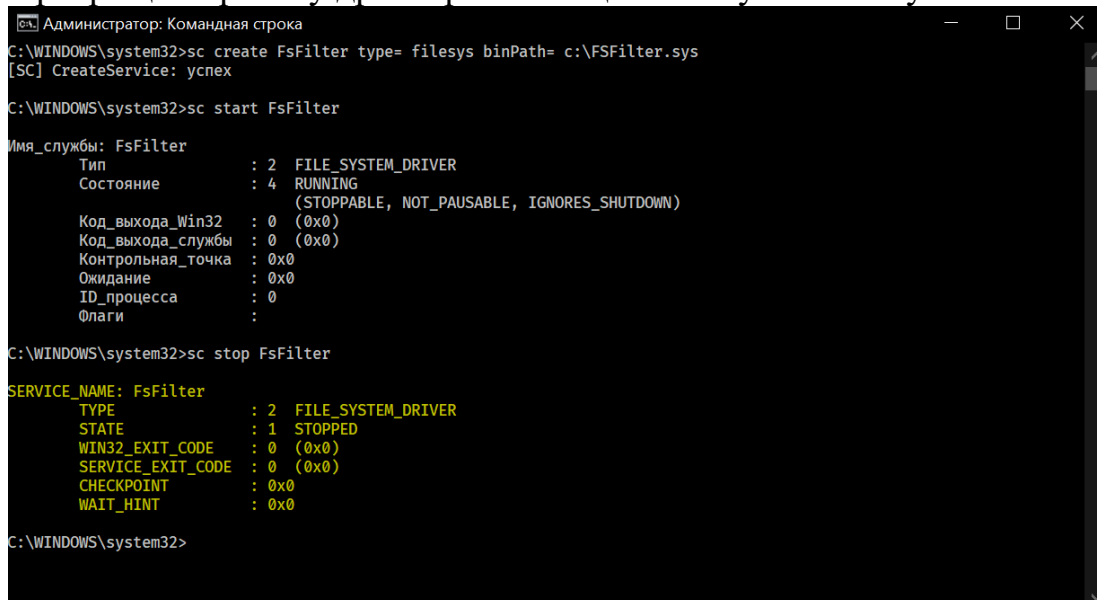 Администратор: Командная строка
C:\WINDOWS\system32>sc create FsFilter type= filesys binPath= c:\FSFilter.sys
[SC] CreateService: успех
C:\WINDOWS\system32>sc start FsFilter
Имя_службы: FsFilter
Тип : 2 FILE_SYSTEM_DRIVER
Состояние : 4 RUNNING
(STOPPABLE, NOT_PAUSABLE, IGNORES_SHUTDOWN)
Код_выхода_Win32 : 0 (0x0)
Код_выхода_службы : 0 (0x0)
Контрольная_точка : 0x0
Ожидание : 0x0
ID_процесса : 0
Флаги :
C:\WINDOWS\system32>sc stop FsFilter
SERVICE_NAME: FsFilter
TYPE : 2 FILE_SYSTEM_DRIVER
STATE : 1 STOPPED
WIN32_EXIT_CODE : 0 (0x0)
SERVICE_EXIT_CODE : 0 (0x0)
CHECKPOINT : 0x0
WAIT_HINT : 0x0
C:\WINDOWS\system32>